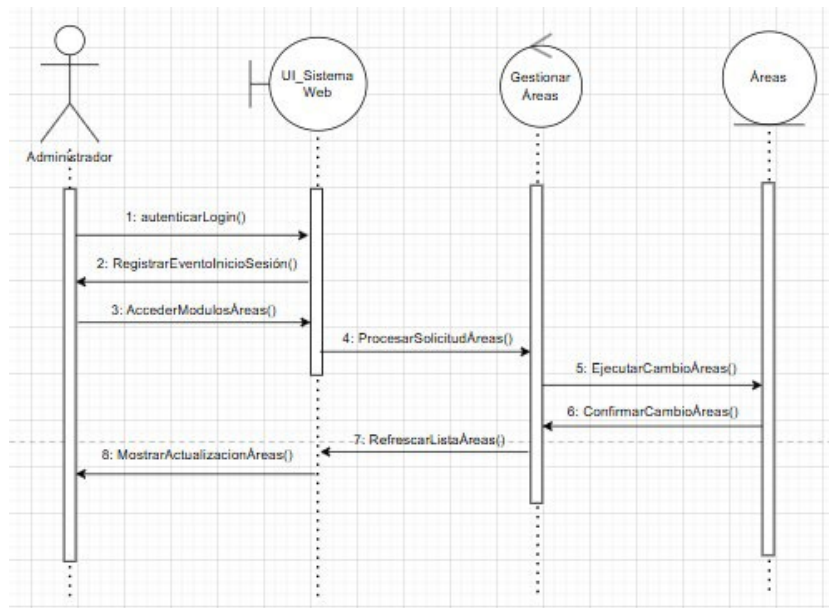 UI_Sistema
Web
Gestionar
Áreas
Áreas
Administrador
1: autenticarLogin()
2: RegistrarEventoInicioSesión()
3: AccederModulosÁreas()
4: ProcesarSolicitudÁreas()
5: EjecutarCambioÁreas()
6: ConfirmarCambioÁreas()
7: RefrescarListaÁreas()
8: MostrarActualizacionÁreas()